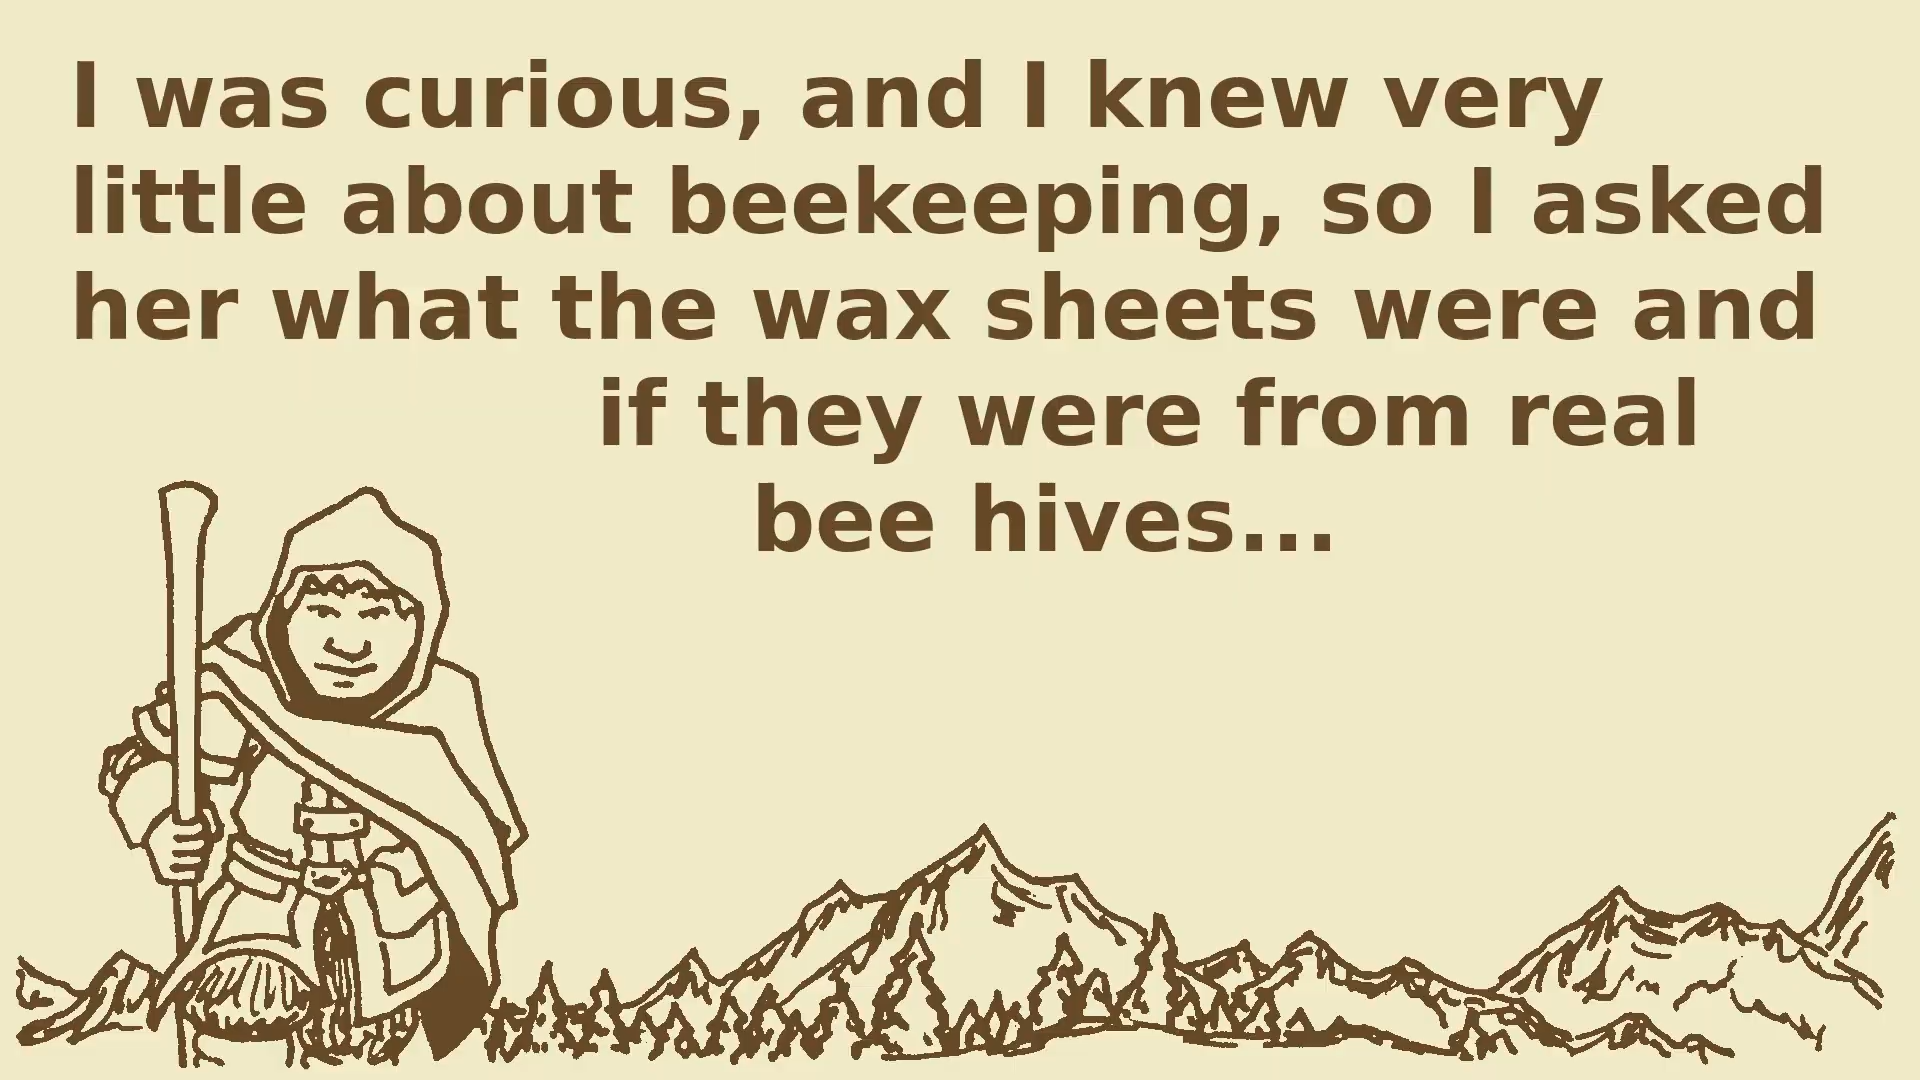 I was curious, and I knew very
little about beekeeping, so I asked
her what the wax sheets were and
if they were from real
bee hives...